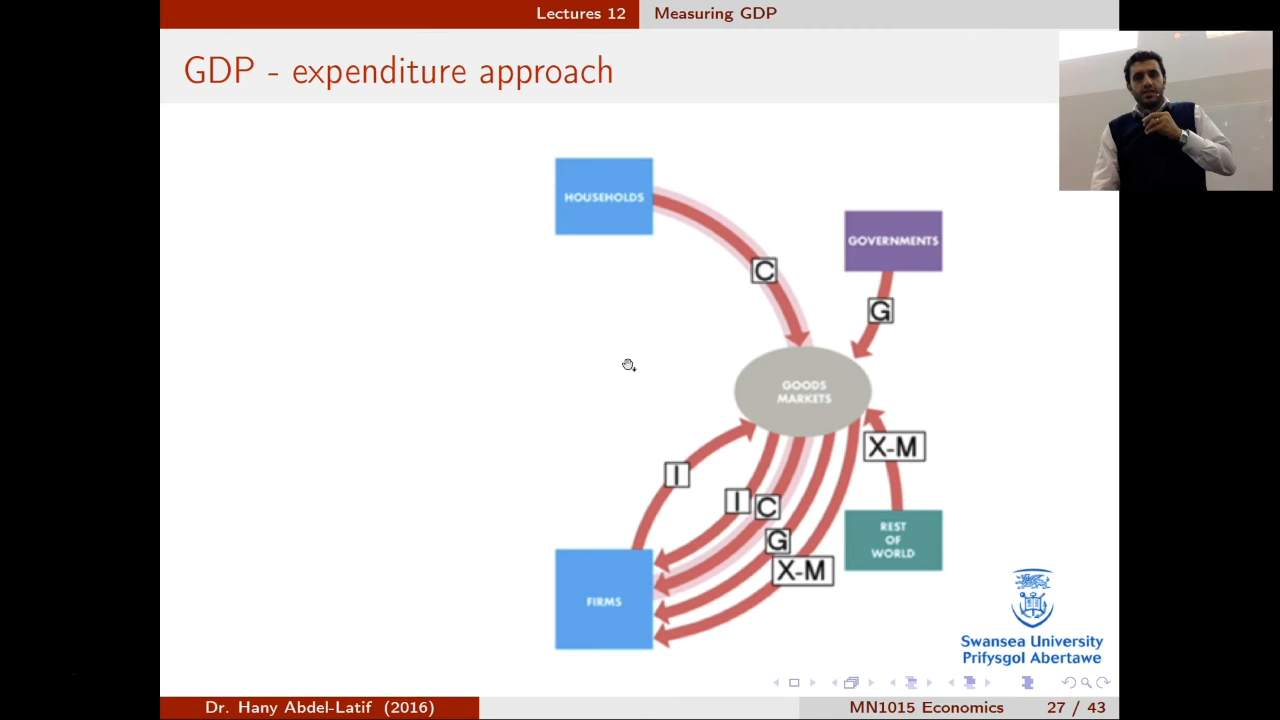 Lectures 12 Measuring GDP
GDP - expenditure approach
HOUSEHOLDS
GOVERNMENTS
C
G
GOODS
MARKETS
X-M
I
I
C
G
X-M
REST
OF
WORLD
FIRMS
Swansea University
Prifysgol Abertawe
Dr. Hany Abdel-Latif (2016) MN1015 Economics 27 / 43